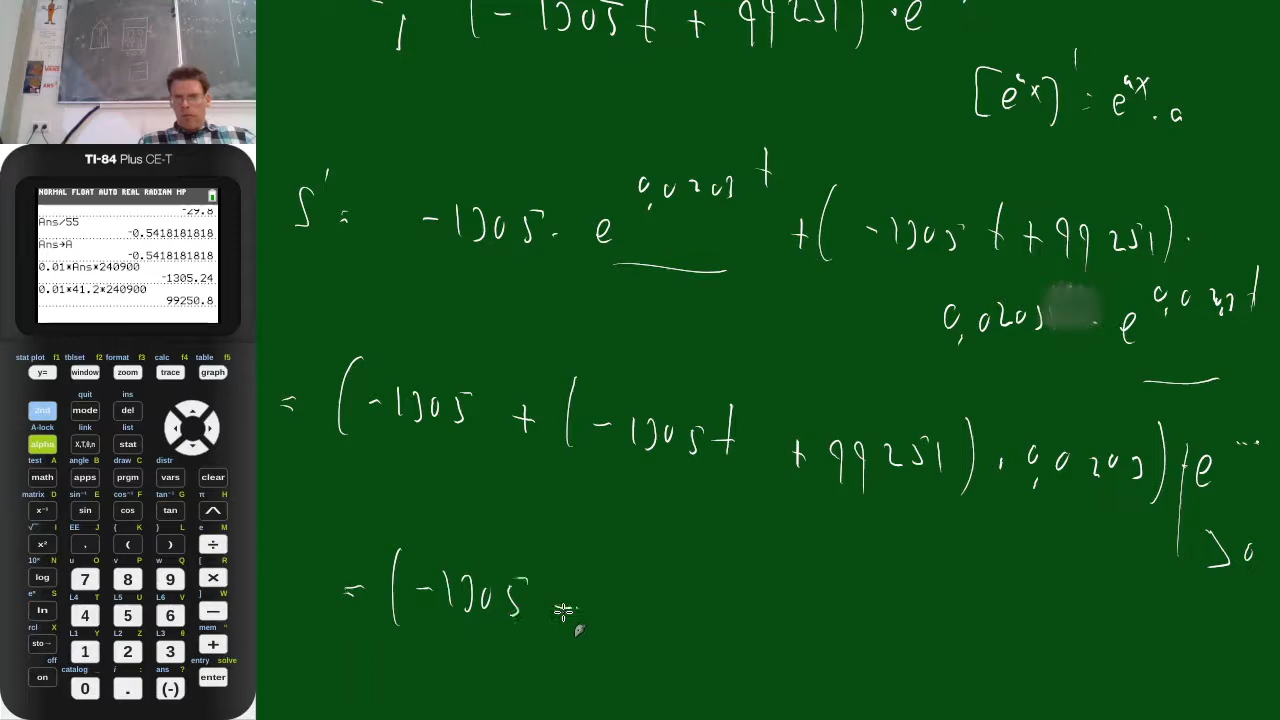 (-1305t + 99251) · e
[e^ax]' = e^ax . a
S' = -1305 · e^0,0203t + (-1305t + 99251) ·
0,0203 · e^0,0203t
= (-1305 + (-1305t + 99251) · 0,0203) · e^...
> 0
= (-1305
TI-84 Plus CE-T
NORMAL FLOAT AUTO REAL RADIAN MP
-29.8
Ans/55
-0.5418181818
Ans→A
-0.5418181818
0.01*Ans*240900
-1305.24
0.01*41.2*240900
99250.8
stat plot f1 tblset f2 format f3 calc f4 table f5
y= window zoom trace graph
quit ins
2nd mode del
A-lock link list
alpha X,T,θ,n stat
test A angle B draw C distr
math apps prgm vars clear
matrix D sin⁻¹ E cos⁻¹ F tan⁻¹ G π H
x⁻¹ sin cos tan ^
√ I EE J { K } L e M
x² , ( ) ÷
10ˣ N u O v P w Q [ R
log 7 8 9 ×
eˣ S L4 T L5 U L6 V ] W
ln 4 5 6 —
rcl X L1 Y L2 Z L3 θ mem "
sto→ 1 2 3 +
off catalog i : ans ? entry solve
on 0 . (-) enter